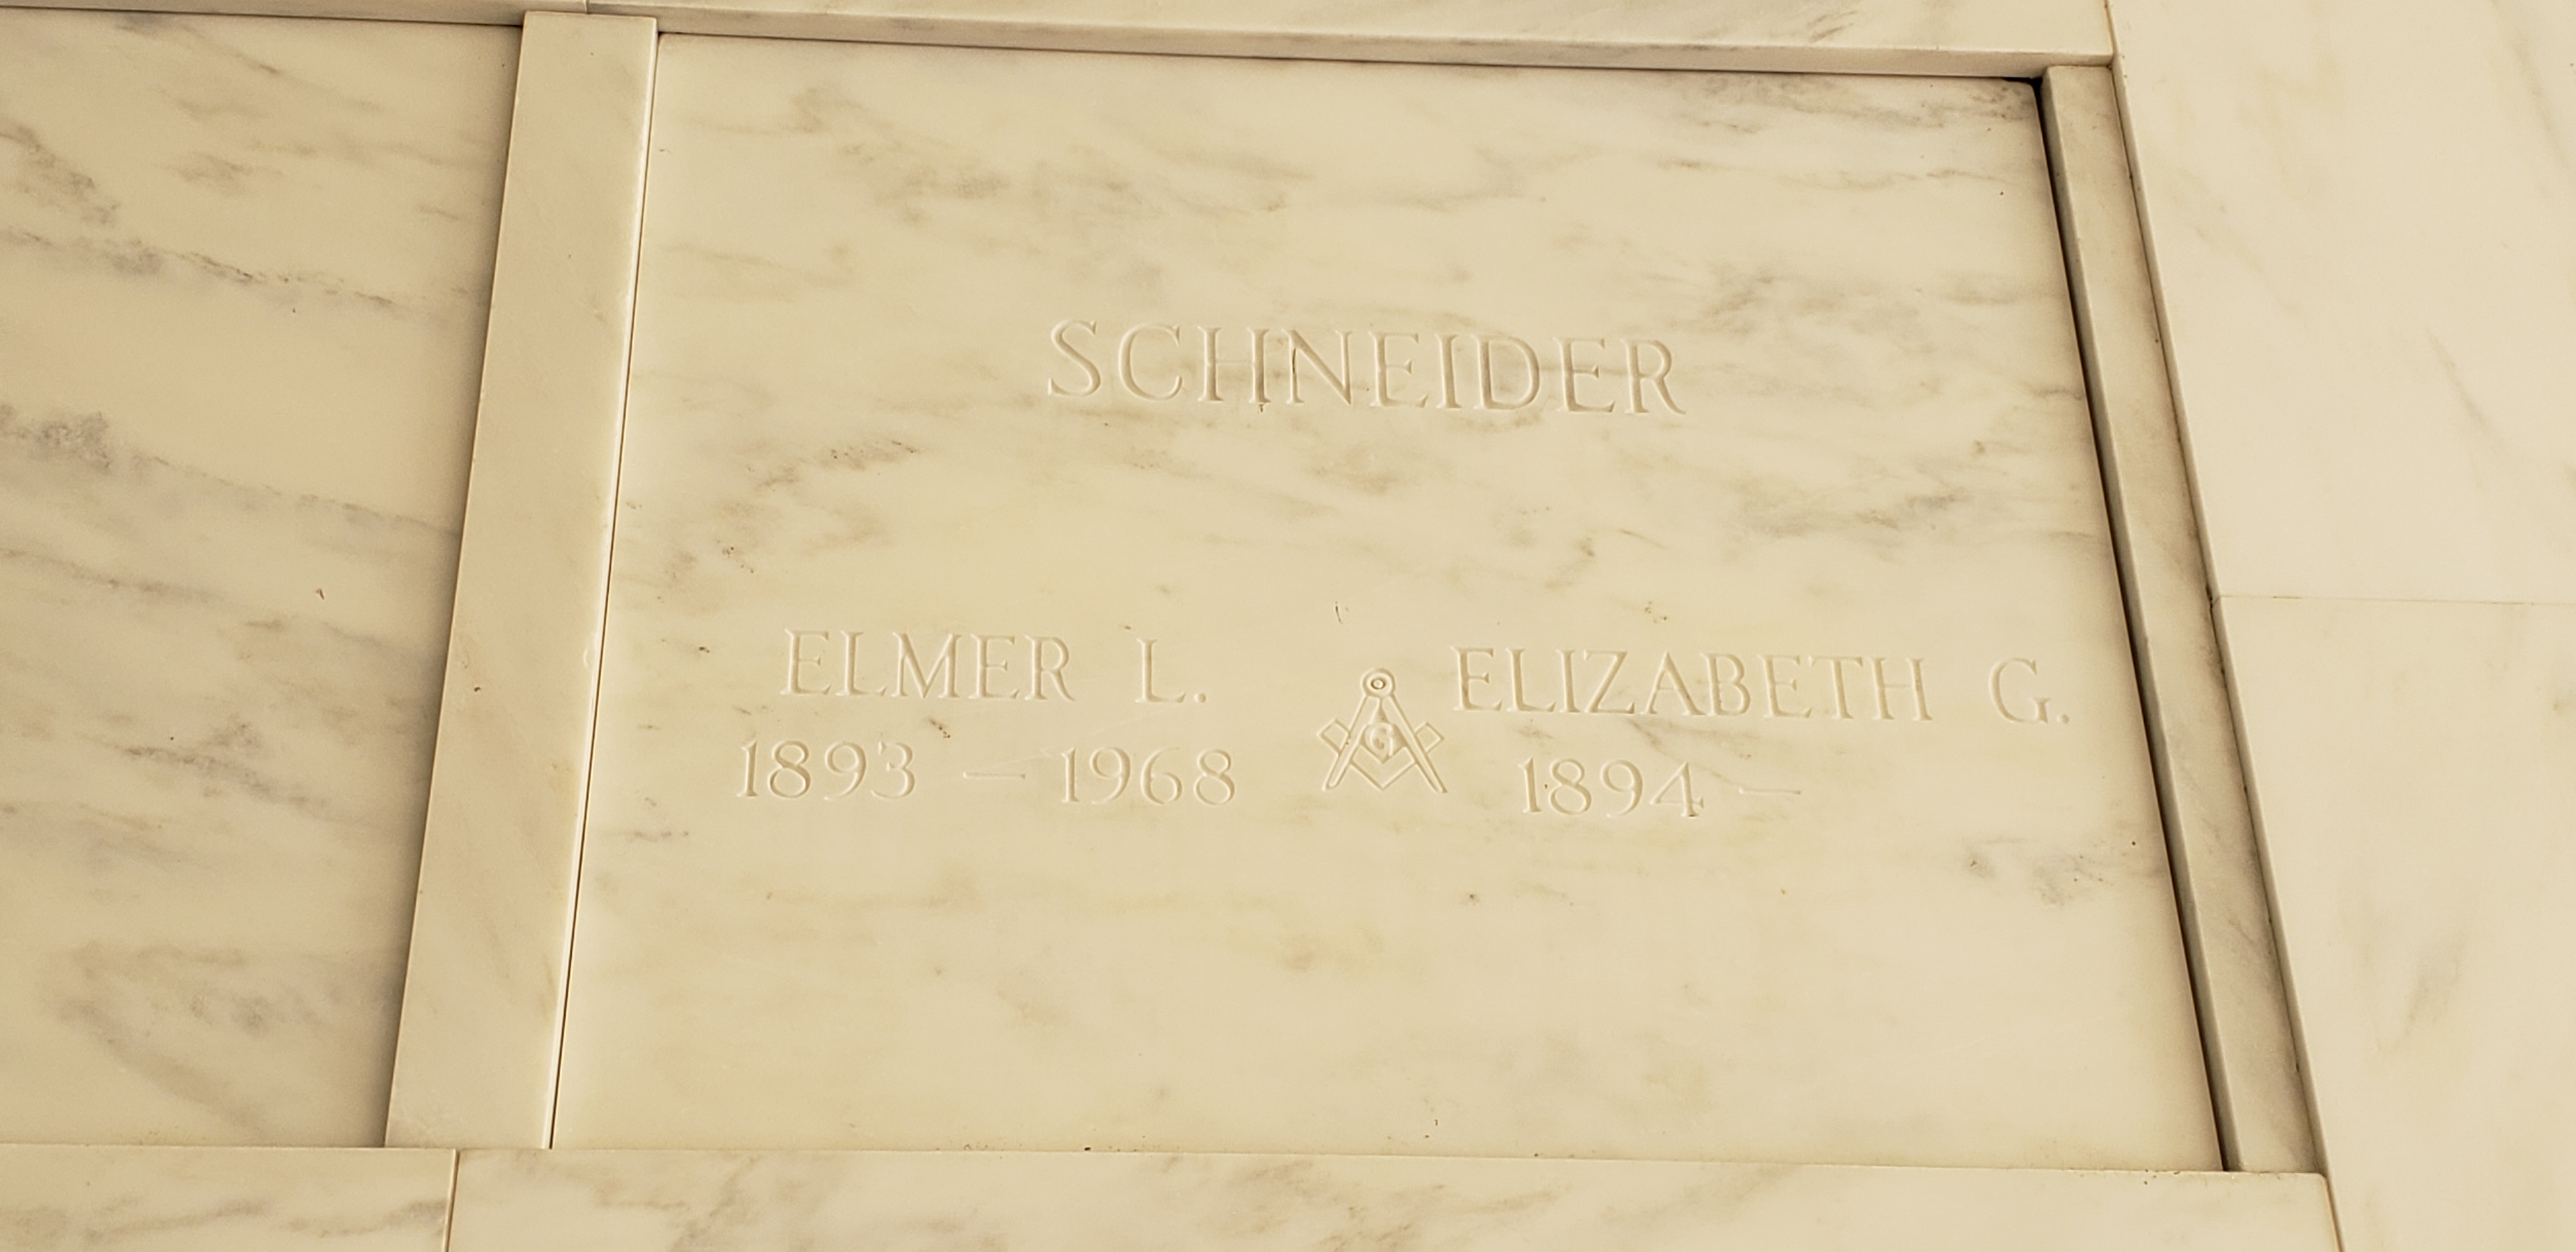 SCHNEIDER
ELMER L.
1893 — 1968
G
ELIZABETH G.
1894 —